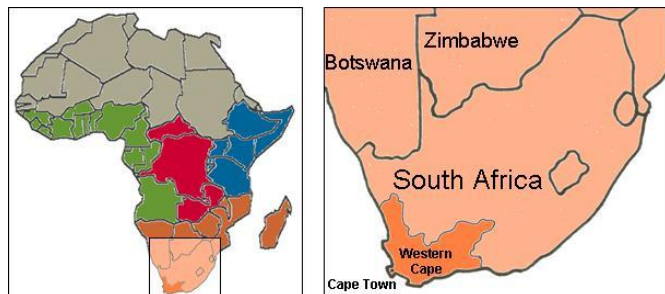 Zimbabwe
Botswana
South Africa
Western
Cape
Cape Town